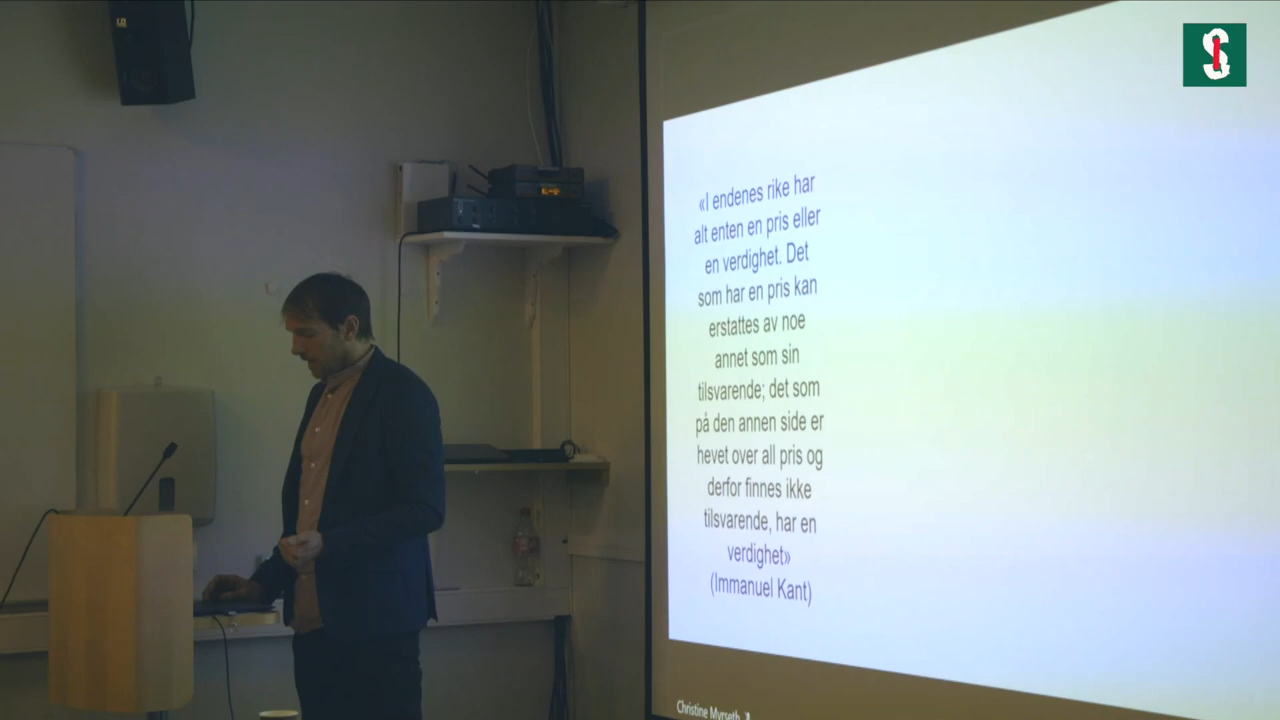 «I endenes rike har
alt enten en pris eller
en verdighet. Det
som har en pris kan
erstattes av noe
annet som sin
tilsvarende; det som
på den annen side er
hevet over all pris og
derfor finnes ikke
tilsvarende, har en
verdighet»
(Immanuel Kant)
Christine Myrseth